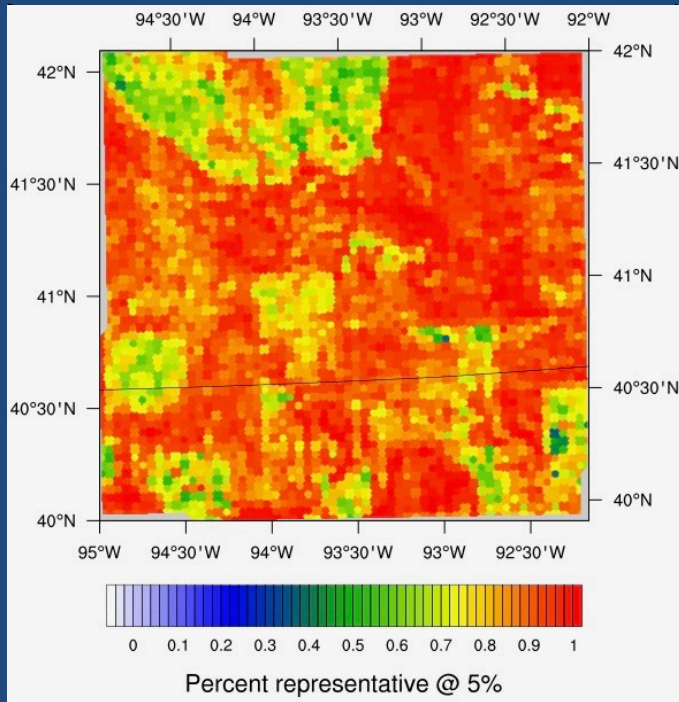 94°30'W 94°W 93°30'W 93°W 92°30'W 92°W
42°N 42°N
41°30'N 41°30'N
41°N 41°N
40°30'N 40°30'N
40°N 40°N
95°W 94°30'W 94°W 93°30'W 93°W 92°30'W
0 0.1 0.2 0.3 0.4 0.5 0.6 0.7 0.8 0.9 1
Percent representative @ 5%